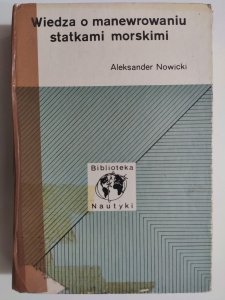 Wiedza o manewrowaniu
statkami morskimi
Aleksander Nowicki
Biblioteka
Nautyki